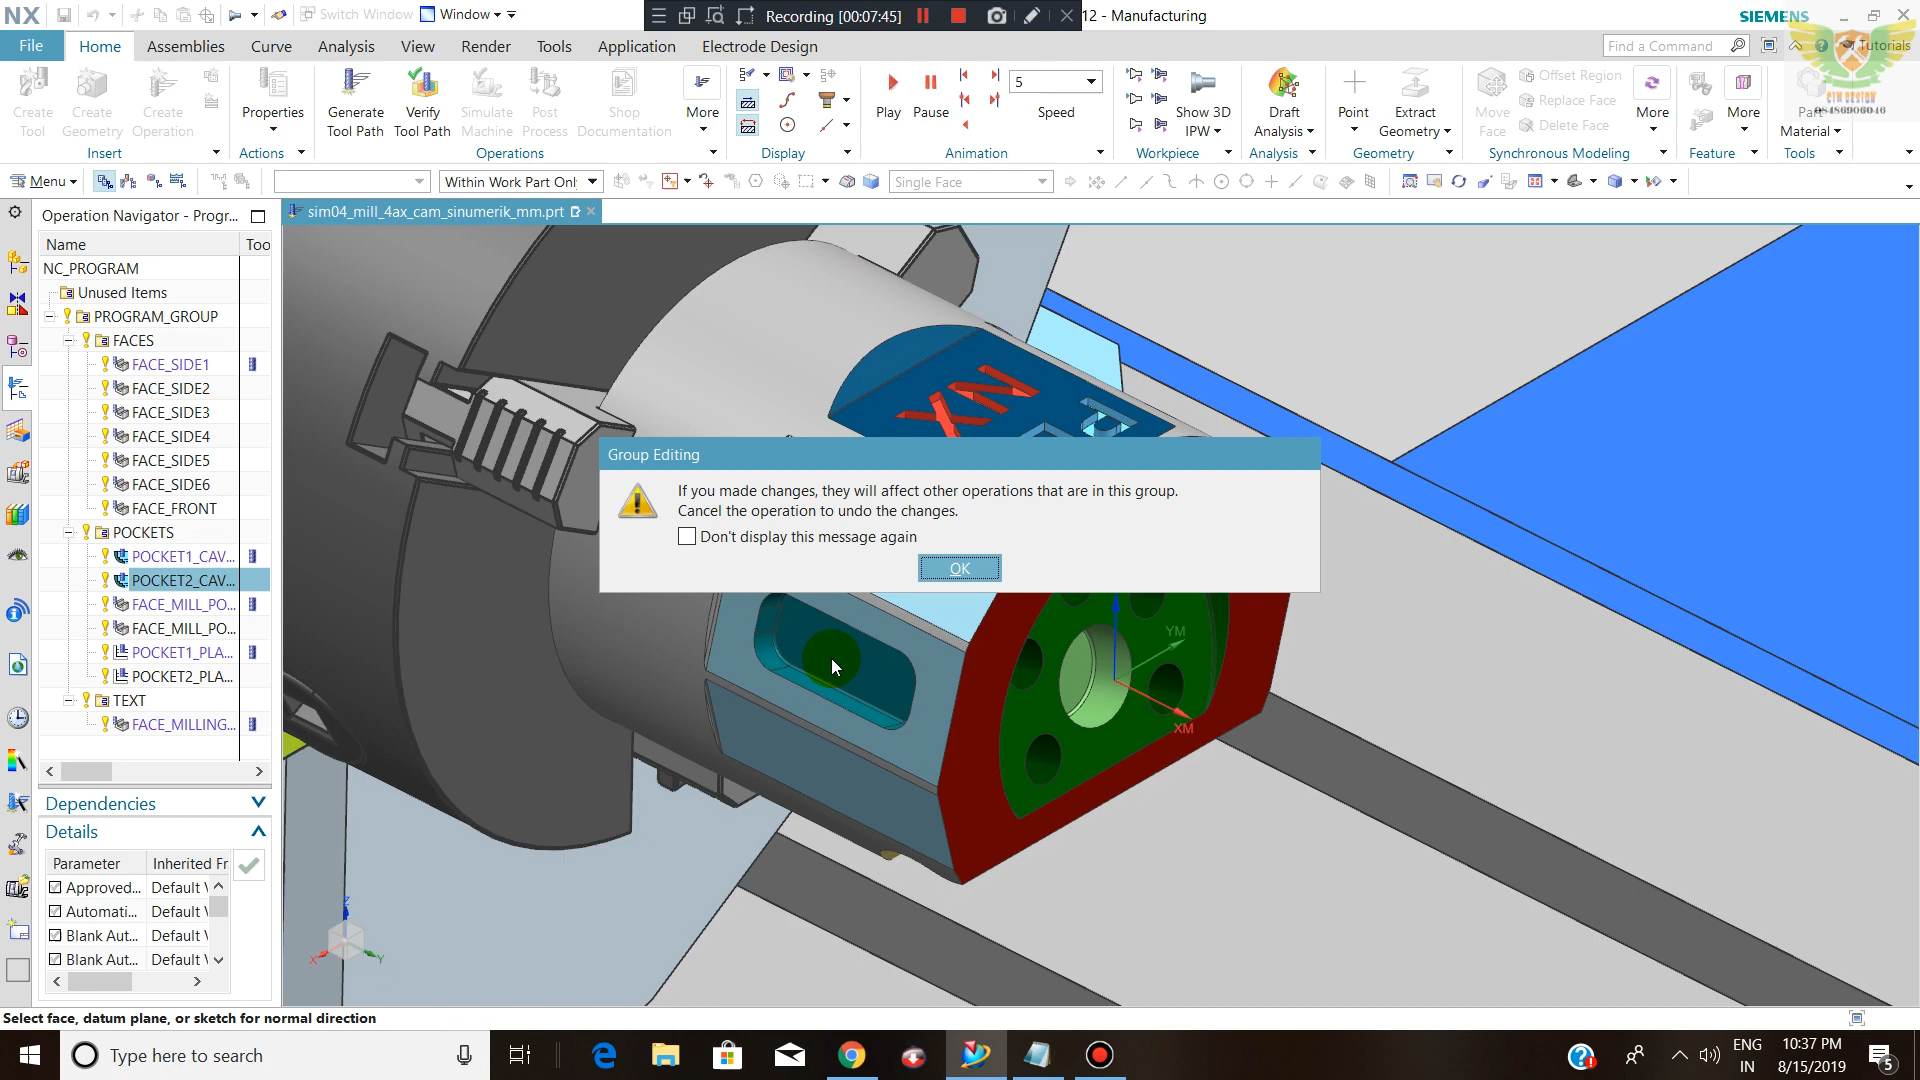 NX
Switch Window
Window
Recording [00:07:45]
12 - Manufacturing
SIEMENS
File
Home
Assemblies
Curve
Analysis
View
Render
Tools
Application
Electrode Design
Find a Command
Tutorials
CTM DESIGN
08486906046
Create Tool
Create Geometry
Create Operation
Properties
Generate Tool Path
Verify Tool Path
Simulate Machine
Post Process
Shop Documentation
More
Play
Pause
5
Speed
Show 3D IPW
Draft Analysis
Point
Extract Geometry
Move Face
Offset Region
Replace Face
Delete Face
More
More
Part Material
Insert
Actions
Operations
Display
Animation
Workpiece
Analysis
Geometry
Synchronous Modeling
Feature
Tools
Menu
Within Work Part Onl
Single Face
Operation Navigator - Progr...
sim04_mill_4ax_cam_sinumerik_mm.prt
Name
Too
NC_PROGRAM
Unused Items
PROGRAM_GROUP
FACES
FACE_SIDE1
FACE_SIDE2
FACE_SIDE3
FACE_SIDE4
FACE_SIDE5
FACE_SIDE6
FACE_FRONT
POCKETS
POCKET1_CAV...
POCKET2_CAV...
FACE_MILL_PO...
FACE_MILL_PO...
POCKET1_PLA...
POCKET2_PLA...
TEXT
FACE_MILLING...
Dependencies
Details
Parameter
Inherited Fr
Approved...
Default
Automati...
Default
Blank Aut...
Default
Blank Aut...
Default
NX
Group Editing
If you made changes, they will affect other operations that are in this group.
Cancel the operation to undo the changes.
Don't display this message again
OK
YM
XM
Z
X
Y
Select face, datum plane, or sketch for normal direction
Type here to search
ENG
IN
10:37 PM
8/15/2019
5